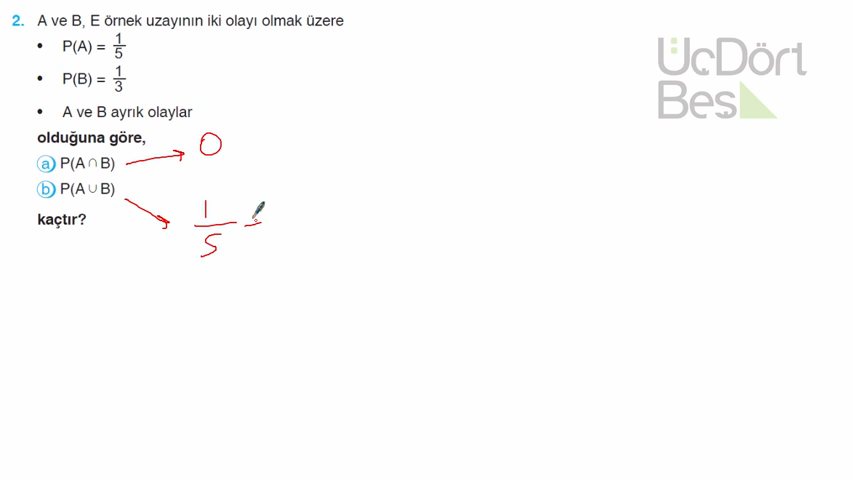 2. A ve B, E örnek uzayının iki olayı olmak üzere
• P(A) = 1/5
• P(B) = 1/3
• A ve B ayrık olaylar
olduğuna göre,
a) P(A ∩ B) → 0
b) P(A ∪ B) → 1/5
kaçtır?
ÜçDört
Beş